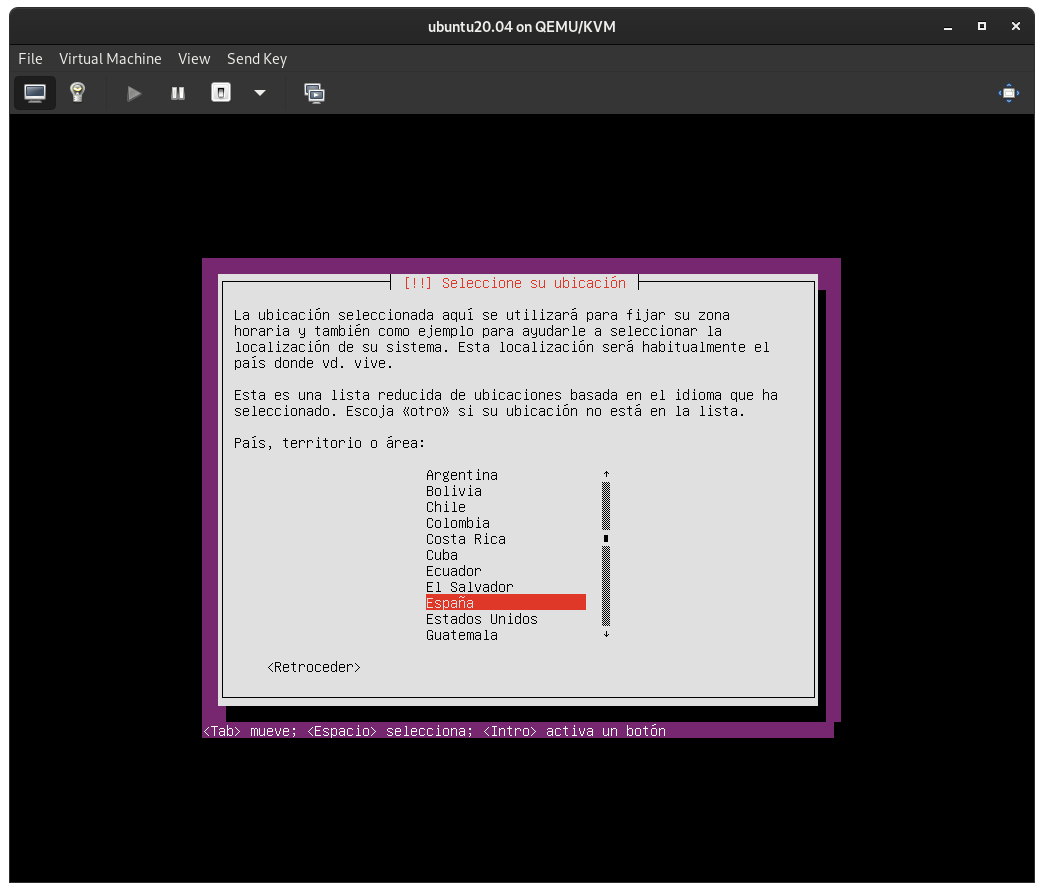 ubuntu20.04 on QEMU/KVM
File Virtual Machine View Send Key
[!!] Seleccione su ubicación
La ubicación seleccionada aquí se utilizará para fijar su zona
horaria y también como ejemplo para ayudarle a seleccionar la
localización de su sistema. Esta localización será habitualmente el
país donde vd. vive.
Esta es una lista reducida de ubicaciones basada en el idioma que ha
seleccionado. Escoja «otro» si su ubicación no está en la lista.
País, territorio o área:
Argentina
Bolivia
Chile
Colombia
Costa Rica
Cuba
Ecuador
El Salvador
España
Estados Unidos
Guatemala
<Retroceder>
<Tab> mueve; <Espacio> selecciona; <Intro> activa un botón